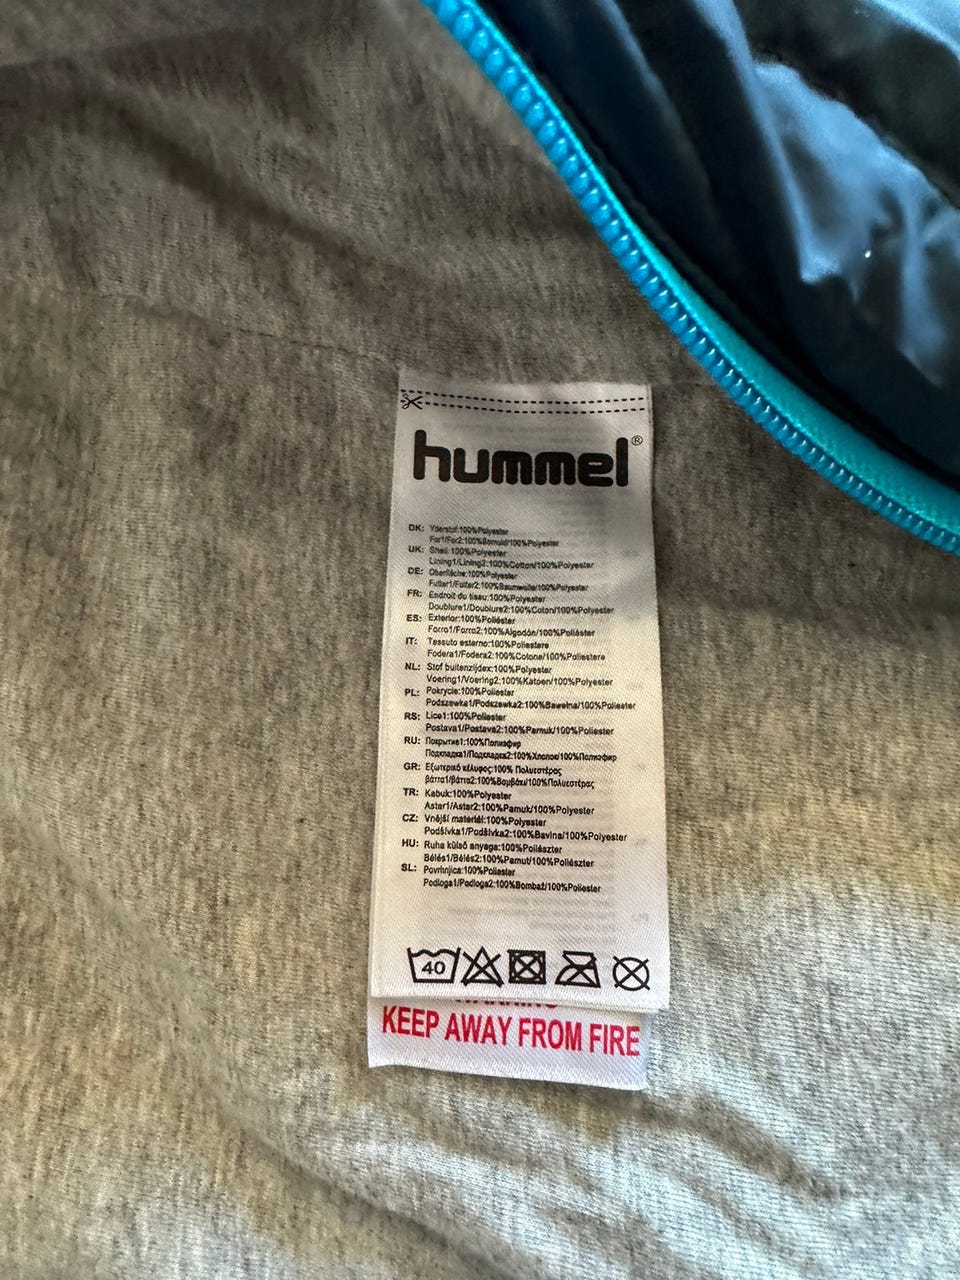 hummel®
DK: Yderstof:100%Polyester
For1/For2:100%Bomuld/100%Polyester
UK: Shell:100%Polyester
Lining1/Lining2:100%Cotton/100%Polyester
DE: Oberfläche:100%Polyester
Futter1/Futter2:100%Baumwolle/100%Polyester
FR: Endroit du tissu:100%Polyester
Doublure1/Doublure2:100%Coton/100%Polyester
ES: Exterior:100%Poliéster
Forro1/Forro2:100%Algodón/100%Poliéster
IT: Tessuto esterno:100%Poliestere
Fodera1/Fodera2:100%Cotone/100%Poliestere
NL: Stof buitenzijdex:100%Polyester
Voering1/Voering2:100%Katoen/100%Polyester
PL: Pokrycie:100%Poliester
Podszewka1/Podszewka2:100%Bawełna/100%Poliester
RS: Lice1:100%Poliester
Postava1/Postava2:100%Pamuk/100%Poliester
RU: Покрытие1:100%Полиэфир
Подкладка1/Подкладка2:100%Хлопок/100%Полиэфир
GR: Εξωτερικό κέλυφος:100% Πολυεστέρας
βάττα1/βάττα2:100%Βαμβάκι/100%Πολυεστέρας
TR: Kabuk:100%Polyester
Astar1/Astar2:100%Pamuk/100%Polyester
CZ: Vnější materiál:100%Polyester
Podšívka1/Podšívka2:100%Bavlna/100%Polyester
HU: Ruha külső anyaga:100%Poliészter
Bélés1/Bélés2:100%Pamut/100%Poliészter
SL: Povrhnjica:100%Poliester
Podloga1/Podloga2:100%Bombaž/100%Poliester
40
KEEP AWAY FROM FIRE